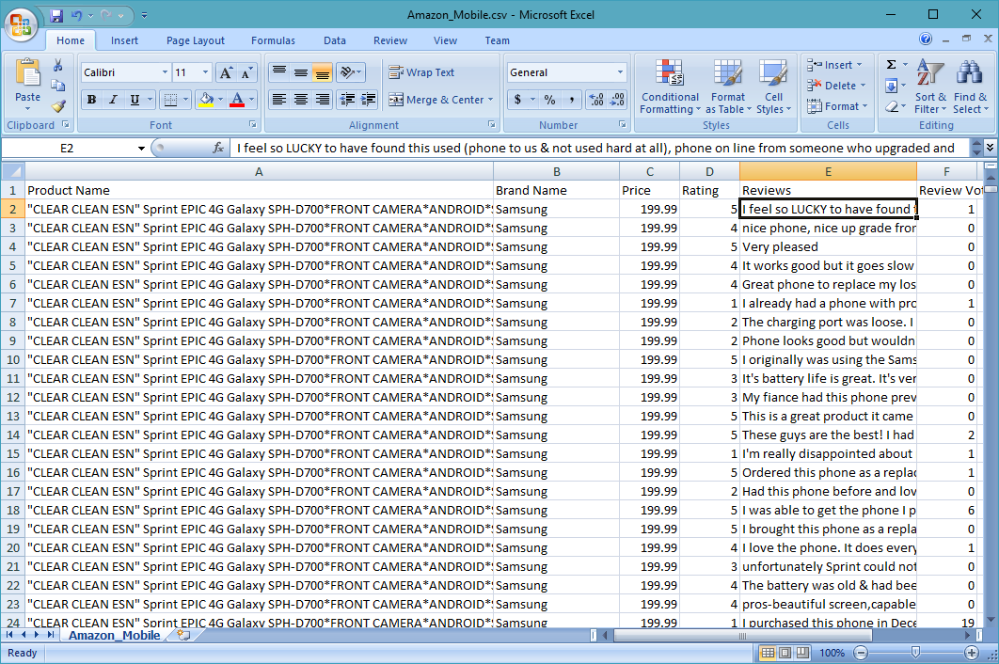 Amazon_Mobile.csv - Microsoft Excel
Home Insert Page Layout Formulas Data Review View Team
Paste
Clipboard
Calibri 11
B I U A A A
Font
Wrap Text
Merge & Center
Alignment
General
$ % , .0 .00 .00 .0
Number
Conditional Formatting
Format as Table
Cell Styles
Styles
Insert
Delete
Format
Cells
Σ
Sort & Filter
Find & Select
Editing
E2 fx I feel so LUCKY to have found this used (phone to us & not used hard at all), phone on line from someone who upgraded and
A B C D E F
1 Product Name Brand Name Price Rating Reviews Review Vot
2 "CLEAR CLEAN ESN" Sprint EPIC 4G Galaxy SPH-D700*FRONT CAMERA*ANDROID* Samsung 199.99 5 I feel so LUCKY to have found 1
3 "CLEAR CLEAN ESN" Sprint EPIC 4G Galaxy SPH-D700*FRONT CAMERA*ANDROID* Samsung 199.99 4 nice phone, nice up grade fror 0
4 "CLEAR CLEAN ESN" Sprint EPIC 4G Galaxy SPH-D700*FRONT CAMERA*ANDROID* Samsung 199.99 5 Very pleased 0
5 "CLEAR CLEAN ESN" Sprint EPIC 4G Galaxy SPH-D700*FRONT CAMERA*ANDROID* Samsung 199.99 4 It works good but it goes slow 0
6 "CLEAR CLEAN ESN" Sprint EPIC 4G Galaxy SPH-D700*FRONT CAMERA*ANDROID* Samsung 199.99 4 Great phone to replace my los 0
7 "CLEAR CLEAN ESN" Sprint EPIC 4G Galaxy SPH-D700*FRONT CAMERA*ANDROID* Samsung 199.99 1 I already had a phone with pro 1
8 "CLEAR CLEAN ESN" Sprint EPIC 4G Galaxy SPH-D700*FRONT CAMERA*ANDROID* Samsung 199.99 2 The charging port was loose. I 0
9 "CLEAR CLEAN ESN" Sprint EPIC 4G Galaxy SPH-D700*FRONT CAMERA*ANDROID* Samsung 199.99 2 Phone looks good but wouldn 0
10 "CLEAR CLEAN ESN" Sprint EPIC 4G Galaxy SPH-D700*FRONT CAMERA*ANDROID* Samsung 199.99 5 I originally was using the Sams 0
11 "CLEAR CLEAN ESN" Sprint EPIC 4G Galaxy SPH-D700*FRONT CAMERA*ANDROID* Samsung 199.99 3 It's battery life is great. It's ver 0
12 "CLEAR CLEAN ESN" Sprint EPIC 4G Galaxy SPH-D700*FRONT CAMERA*ANDROID* Samsung 199.99 3 My fiance had this phone prev 0
13 "CLEAR CLEAN ESN" Sprint EPIC 4G Galaxy SPH-D700*FRONT CAMERA*ANDROID* Samsung 199.99 5 This is a great product it came 0
14 "CLEAR CLEAN ESN" Sprint EPIC 4G Galaxy SPH-D700*FRONT CAMERA*ANDROID* Samsung 199.99 5 These guys are the best! I had 2
15 "CLEAR CLEAN ESN" Sprint EPIC 4G Galaxy SPH-D700*FRONT CAMERA*ANDROID* Samsung 199.99 1 I'm really disappointed about 1
16 "CLEAR CLEAN ESN" Sprint EPIC 4G Galaxy SPH-D700*FRONT CAMERA*ANDROID* Samsung 199.99 5 Ordered this phone as a replac 1
17 "CLEAR CLEAN ESN" Sprint EPIC 4G Galaxy SPH-D700*FRONT CAMERA*ANDROID* Samsung 199.99 2 Had this phone before and lov 0
18 "CLEAR CLEAN ESN" Sprint EPIC 4G Galaxy SPH-D700*FRONT CAMERA*ANDROID* Samsung 199.99 5 I was able to get the phone I p 6
19 "CLEAR CLEAN ESN" Sprint EPIC 4G Galaxy SPH-D700*FRONT CAMERA*ANDROID* Samsung 199.99 5 I brought this phone as a repla 0
20 "CLEAR CLEAN ESN" Sprint EPIC 4G Galaxy SPH-D700*FRONT CAMERA*ANDROID* Samsung 199.99 4 I love the phone. It does every 1
21 "CLEAR CLEAN ESN" Sprint EPIC 4G Galaxy SPH-D700*FRONT CAMERA*ANDROID* Samsung 199.99 3 unfortunately Sprint could not 0
22 "CLEAR CLEAN ESN" Sprint EPIC 4G Galaxy SPH-D700*FRONT CAMERA*ANDROID* Samsung 199.99 4 The battery was old & had bee 0
23 "CLEAR CLEAN ESN" Sprint EPIC 4G Galaxy SPH-D700*FRONT CAMERA*ANDROID* Samsung 199.99 4 pros-beautiful screen,capable 0
24 "CLEAR CLEAN ESN" Sprint EPIC 4G Galaxy SPH-D700*FRONT CAMERA*ANDROID* Samsung 199.99 1 I purchased this phone in Dece 19
Amazon_Mobile
Ready 100%